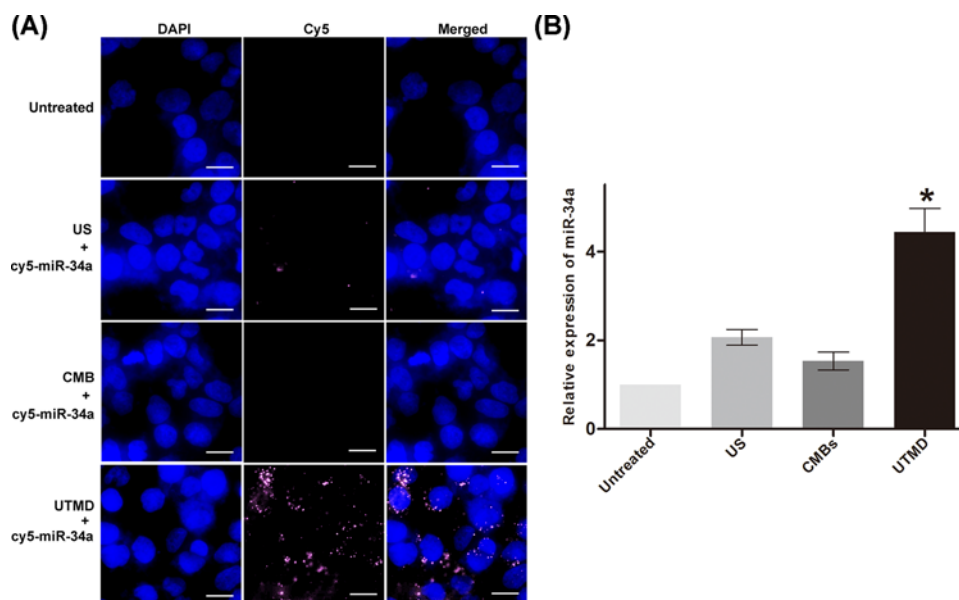 (A)
DAPI Cy5 Merged
Untreated
US
+
cy5-miR-34a
CMB
+
cy5-miR-34a
UTMD
+
cy5-miR-34a
(B)
Relative expression of miR-34a
4
2
0
*
Untreated
US
CMBs
UTMD